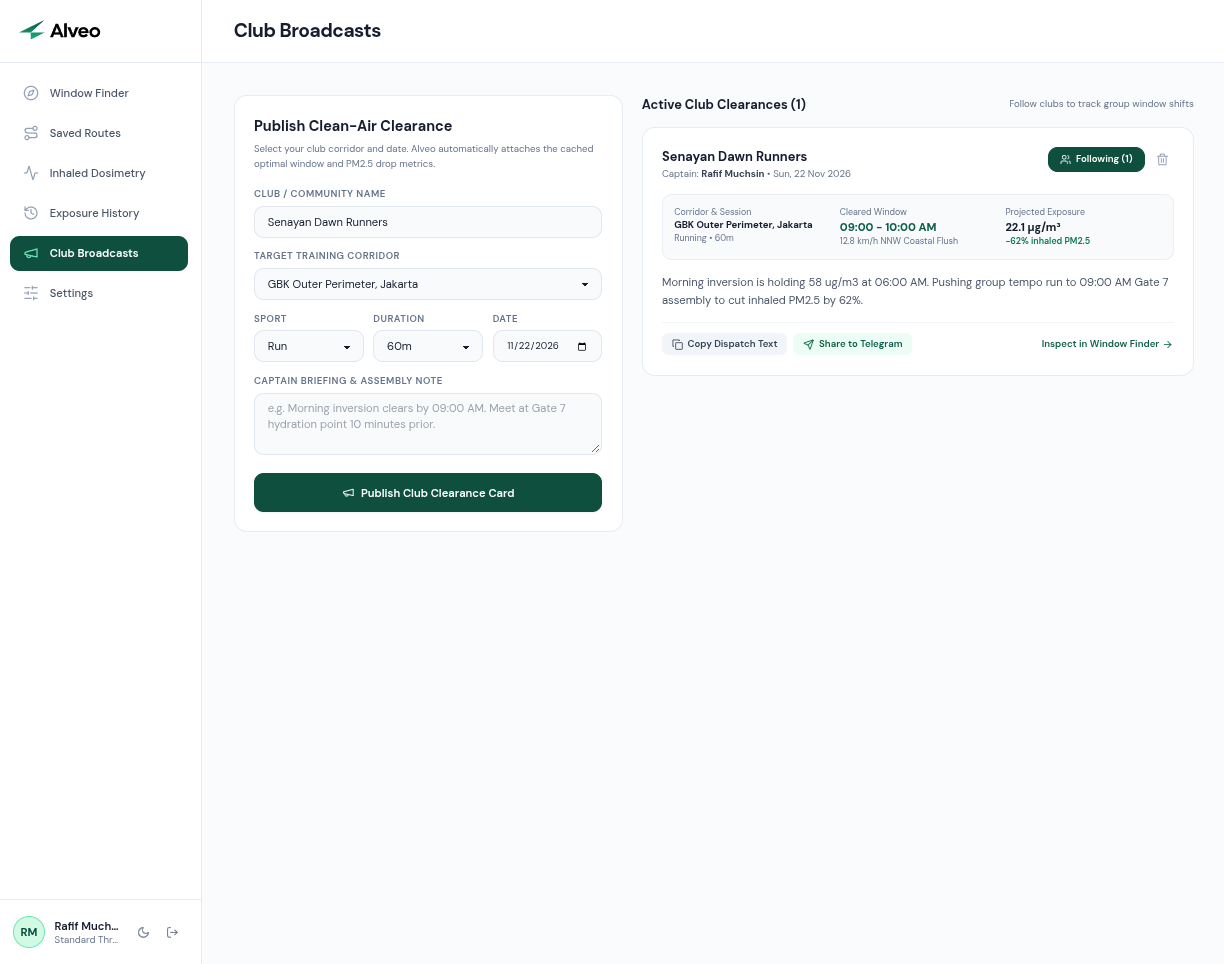 Alveo
Club Broadcasts
Window Finder
Saved Routes
Inhaled Dosimetry
Exposure History
Club Broadcasts
Settings
Publish Clean-Air Clearance
Select your club corridor and date. Alveo automatically attaches the cached
optimal window and PM2.5 drop metrics.
CLUB / COMMUNITY NAME
Senayan Dawn Runners
TARGET TRAINING CORRIDOR
GBK Outer Perimeter, Jakarta
SPORT
DURATION
DATE
Run
60m
11/22/2026
CAPTAIN BRIEFING & ASSEMBLY NOTE
e.g. Morning inversion clears by 09:00 AM. Meet at Gate 7
hydration point 10 minutes prior.
Publish Club Clearance Card
Active Club Clearances (1)
Follow clubs to track group window shifts
Senayan Dawn Runners
Captain: Rafif Muchsin • Sun, 22 Nov 2026
Following (1)
Corridor & Session
GBK Outer Perimeter, Jakarta
Running • 60m
Cleared Window
09:00 - 10:00 AM
12.8 km/h NNW Coastal Flush
Projected Exposure
22.1 µg/m³
-62% inhaled PM2.5
Morning inversion is holding 58 ug/m3 at 06:00 AM. Pushing group tempo run to 09:00 AM Gate 7
assembly to cut inhaled PM2.5 by 62%.
Copy Dispatch Text
Share to Telegram
Inspect in Window Finder →
RM
Rafif Much...
Standard Thr...